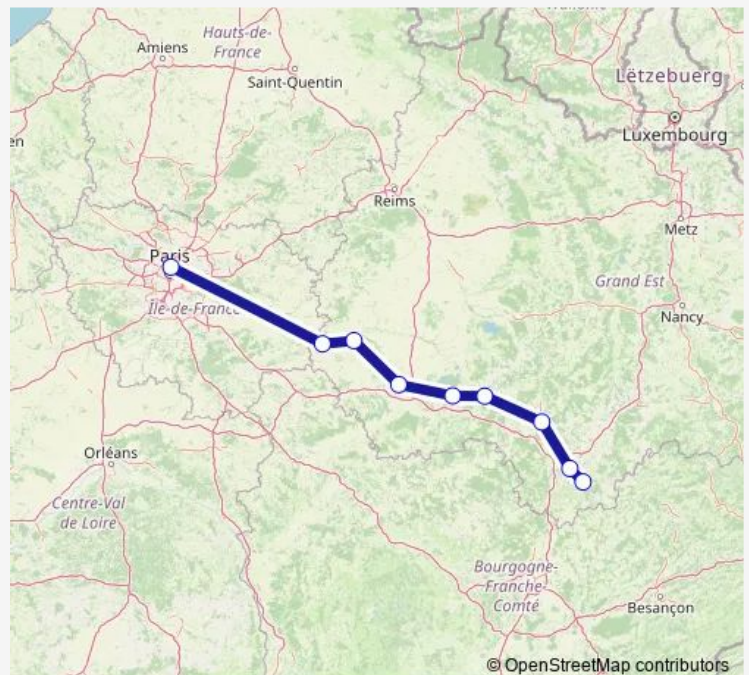 Hauts-de-
France
Amiens
Saint-Quentin
Lëtzebuerg
Luxembourg
en
Reims
Metz
Paris
Grand Est
Île-de-France
Nancy
Orléans
Centre-Val
de Loire
Bourgogne-
Franche-
Comté
Besançon
© OpenStreetMap contributors